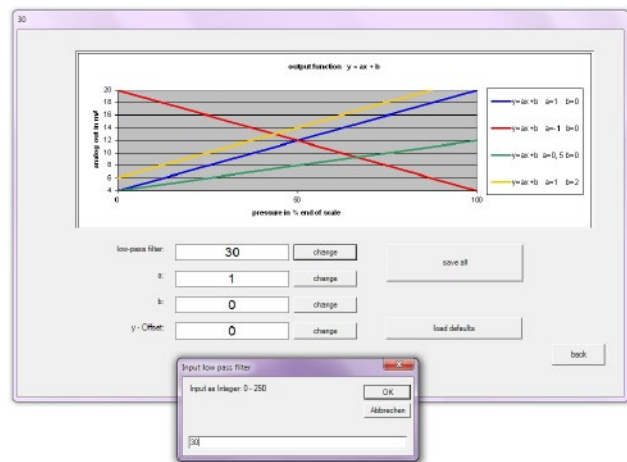 30
output function y = ax + b
analog out in mA
20
18
16
14
12
10
8
6
4
0
50
100
pressure in % end of scale
y=ax+b a=1 b=0
y=ax+b a=-1 b=0
y=ax+b a=0,5 b=0
y=ax+b a=1 b=2
low-pass filter: 30 change
save all
a: 1 change
b: 0 change
y - Offset: 0 change
load defaults
back
Input low pass filter
Input as Integer: 0 - 250
OK
Abbrechen
30